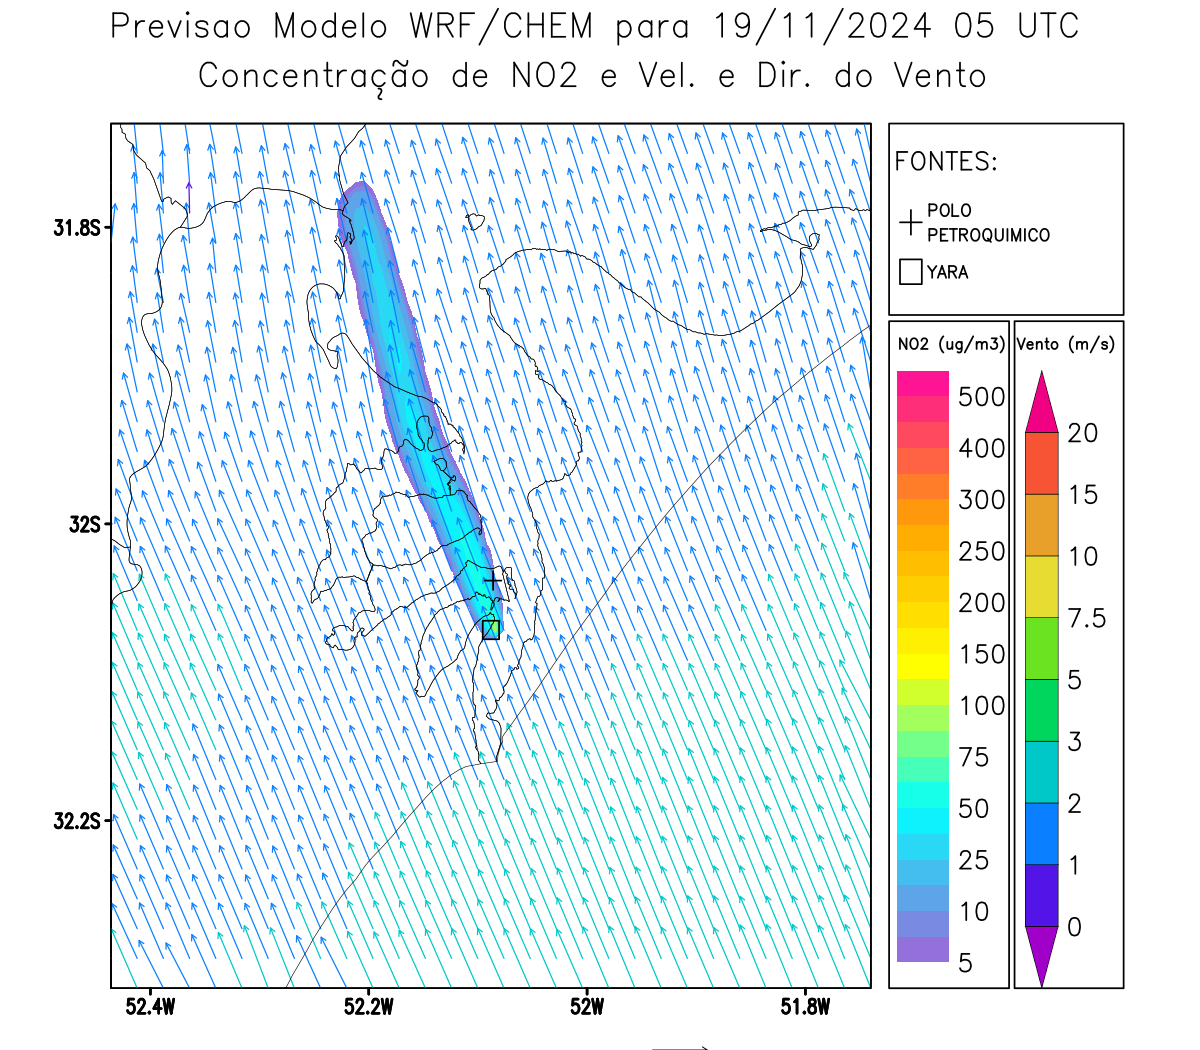 Previsao Modelo WRF/CHEM para 19/11/2024 05 UTC
Concentração de NO2 e Vel. e Dir. do Vento
FONTES:
POLO
PETROQUIMICO
YARA
NO2 (ug/m3)
500
400
300
250
200
150
100
75
50
25
10
5
Vento (m/s)
20
15
10
7.5
5
3
2
1
0
31.8S
32S
32.2S
52.4W
52.2W
52W
51.8W